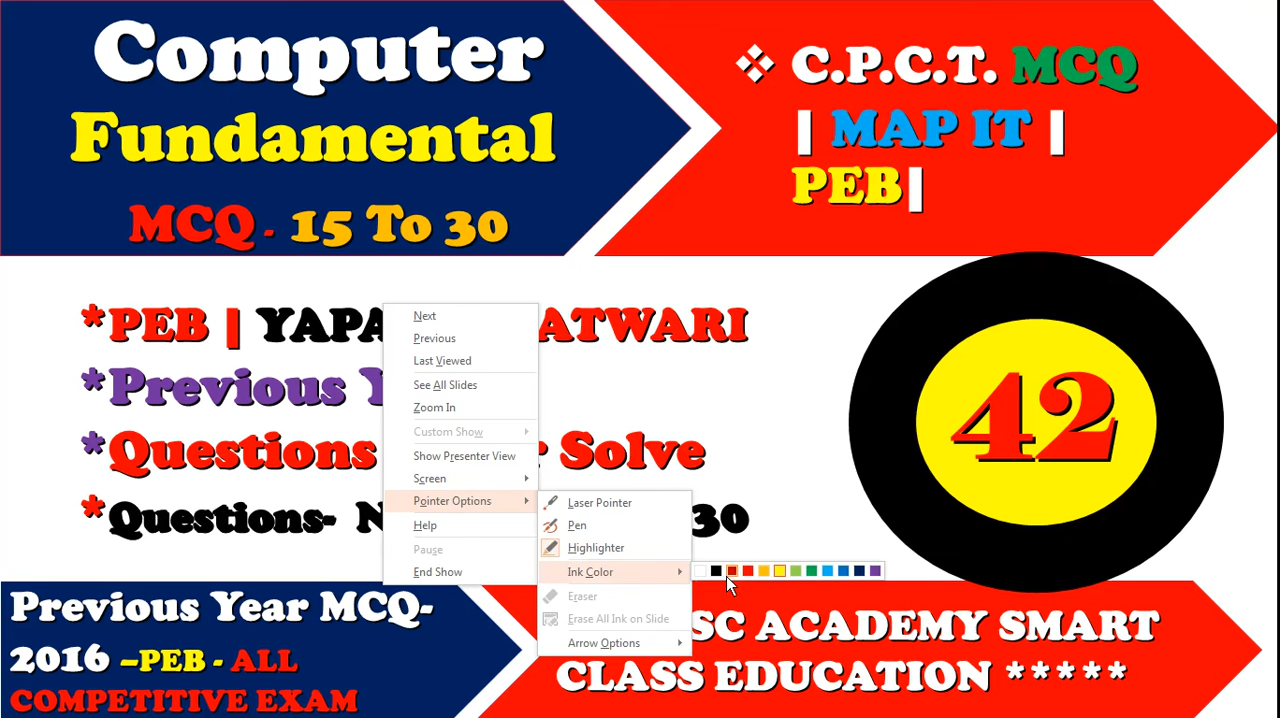 Computer
Fundamental
MCQ - 15 To 30
❖ C.P.C.T. MCQ
| MAP IT |
PEB|
*PEB | YAPA ATWARI
*Previous Y
*Questions r Solve
*Questions- N 30
42
Next
Previous
Last Viewed
See All Slides
Zoom In
Custom Show
Show Presenter View
Screen
Pointer Options
Help
Pause
End Show
Laser Pointer
Pen
Highlighter
Ink Color
Eraser
Erase All Ink on Slide
Arrow Options
Previous Year MCQ-
2016 –PEB - ALL
COMPETITIVE EXAM
SC ACADEMY SMART
CLASS EDUCATION *****